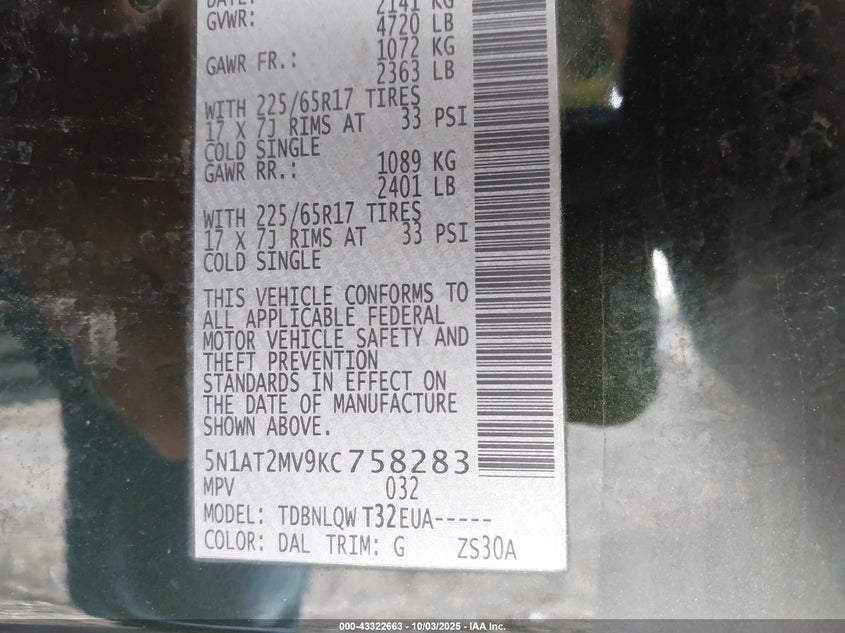 DATE: 2141 KG
GVWR: 4720 LB
1072 KG
GAWR FR.: 2363 LB
WITH 225/65R17 TIRES
17 X 7J RIMS AT 33 PSI
COLD SINGLE
GAWR RR.: 1089 KG
2401 LB
WITH 225/65R17 TIRES
17 X 7J RIMS AT 33 PSI
COLD SINGLE
THIS VEHICLE CONFORMS TO
ALL APPLICABLE FEDERAL
MOTOR VEHICLE SAFETY AND
THEFT PREVENTION
STANDARDS IN EFFECT ON
THE DATE OF MANUFACTURE
SHOWN ABOVE.
5N1AT2MV9KC758283
MPV 032
MODEL: TDBNLQW T32EUA-----
COLOR: DAL TRIM: G ZS30A
000-43322663 - 10/03/2025 - IAA Inc.